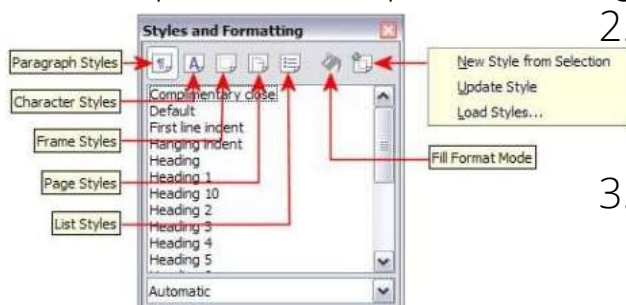 Styles and Formatting
2.
Paragraph Styles
Character Styles
Frame Styles
Page Styles
List Styles
New Style from Selection
Update Style
Load Styles...
Fill Format Mode
3.
Complimentary close
Default
First line indent
Hanging indent
Heading
Heading 1
Heading 10
Heading 2
Heading 3
Heading 4
Heading 5
Automatic